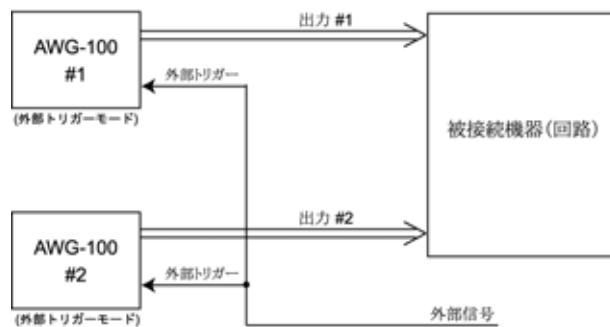 AWG-100
#1
(外部トリガーモード)
出力 #1
外部トリガー
被接続機器(回路)
AWG-100
#2
(外部トリガーモード)
出力 #2
外部トリガー
外部信号